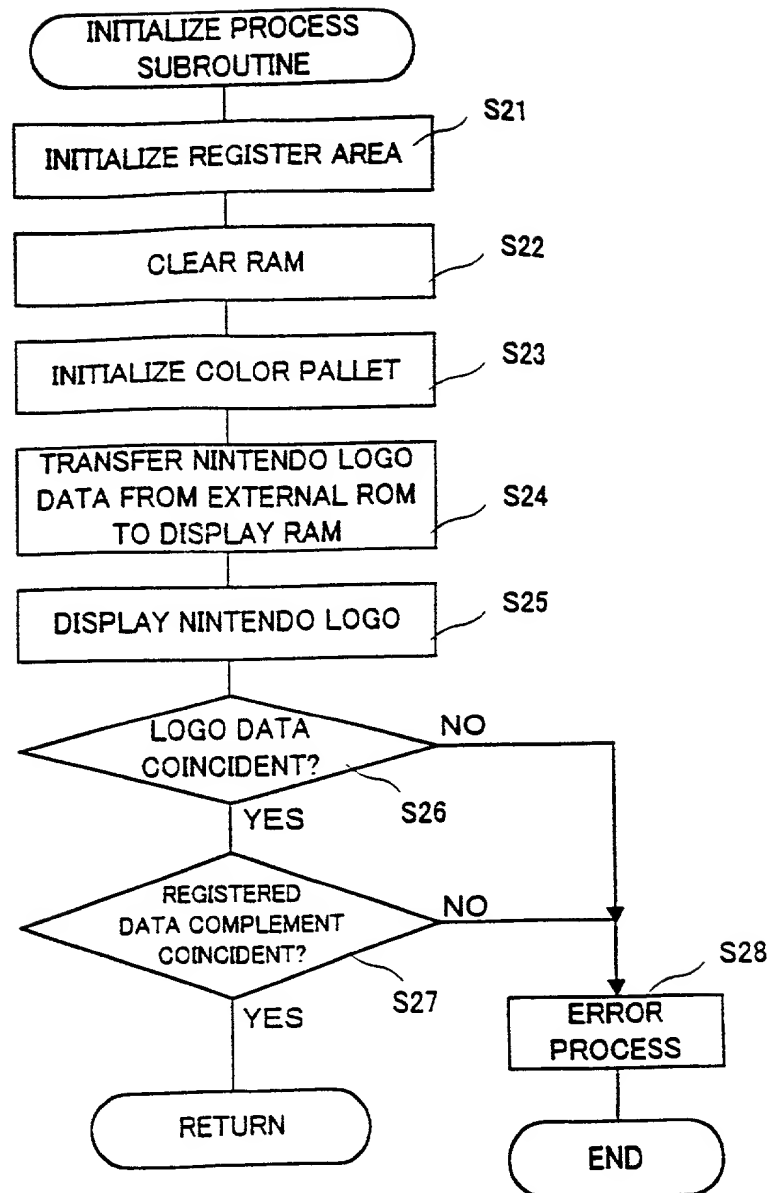 INITIALIZE PROCESS
SUBROUTINE
S21
INITIALIZE REGISTER AREA
S22
CLEAR RAM
S23
INITIALIZE COLOR PALLET
TRANSFER NINTENDO LOGO
DATA FROM EXTERNAL ROM
TO DISPLAY RAM
S24
S25
DISPLAY NINTENDO LOGO
LOGO DATA
COINCIDENT?
NO
S26
YES
REGISTERED
DATA COMPLEMENT
COINCIDENT?
NO
S27
YES
S28
ERROR
PROCESS
RETURN
END